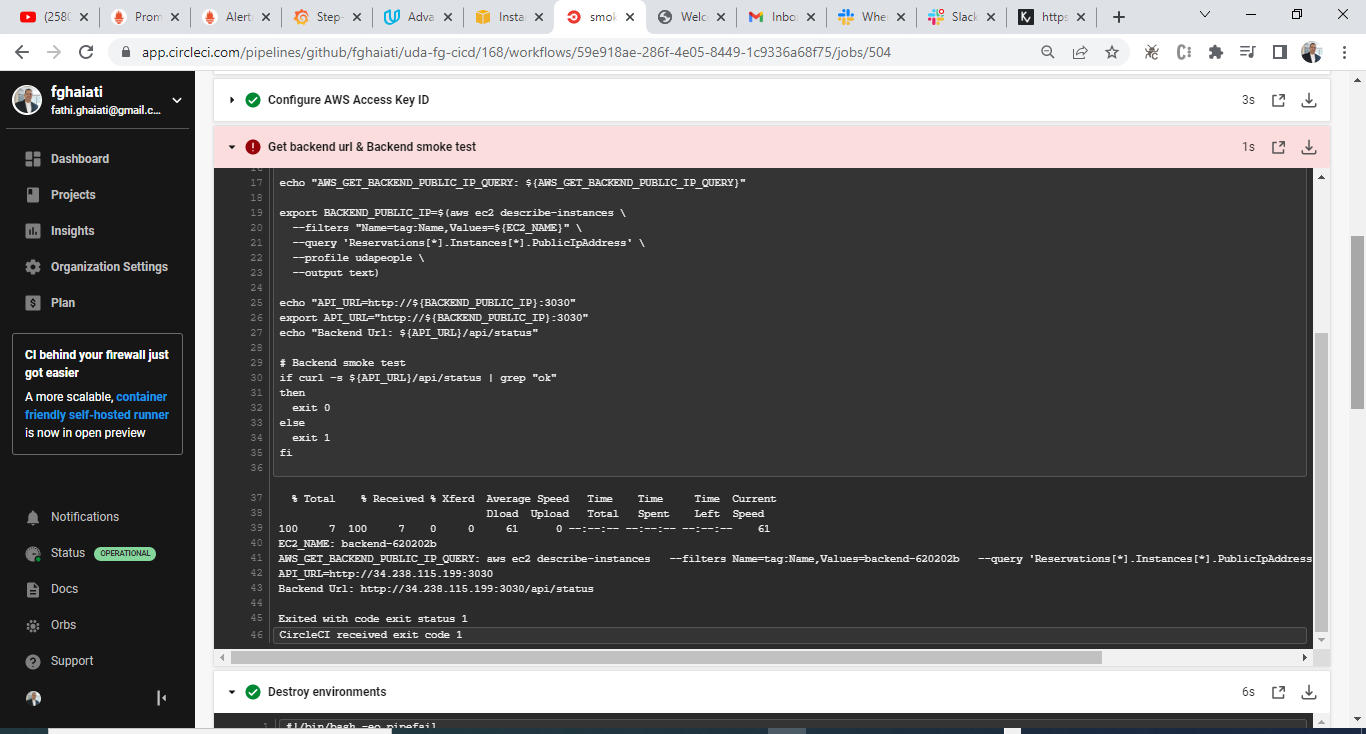 (258(
Prom
Alert
Step-
Adva
Insta
smok
Welc
Inbo
Whe
Slack
https
app.circleci.com/pipelines/github/fghaiati/uda-fg-cicd/168/workflows/59e918ae-286f-4e05-8449-1c9336a68f75/jobs/504
fghaiati
fathi.ghaiati@gmail.c...
Dashboard
Projects
Insights
Organization Settings
Plan
CI behind your firewall just
got easier
A more scalable, container
friendly self-hosted runner
is now in open preview
Notifications
Status OPERATIONAL
Docs
Orbs
Support
Configure AWS Access Key ID 3s
Get backend url & Backend smoke test 1s
16
17 echo "AWS_GET_BACKEND_PUBLIC_IP_QUERY: ${AWS_GET_BACKEND_PUBLIC_IP_QUERY}"
18
19 export BACKEND_PUBLIC_IP=$(aws ec2 describe-instances \
20 --filters "Name=tag:Name,Values=${EC2_NAME}" \
21 --query 'Reservations[*].Instances[*].PublicIpAddress' \
22 --profile udapeople \
23 --output text)
24
25 echo "API_URL=http://${BACKEND_PUBLIC_IP}:3030"
26 export API_URL="http://${BACKEND_PUBLIC_IP}:3030"
27 echo "Backend Url: ${API_URL}/api/status"
28
29 # Backend smoke test
30 if curl -s ${API_URL}/api/status | grep "ok"
31 then
32 exit 0
33 else
34 exit 1
35 fi
36
37 % Total % Received % Xferd Average Speed Time Time Time Current
38 Dload Upload Total Spent Left Speed
39 100 7 100 7 0 0 61 0 --:--:-- --:--:-- --:--:-- 61
40 EC2_NAME: backend-620202b
41 AWS_GET_BACKEND_PUBLIC_IP_QUERY: aws ec2 describe-instances --filters Name=tag:Name,Values=backend-620202b --query 'Reservations[*].Instances[*].PublicIpAddress
42 API_URL=http://34.238.115.199:3030
43 Backend Url: http://34.238.115.199:3030/api/status
44
45 Exited with code exit status 1
46 CircleCI received exit code 1
Destroy environments 6s
1 #!/bin/bash -eo pipefail